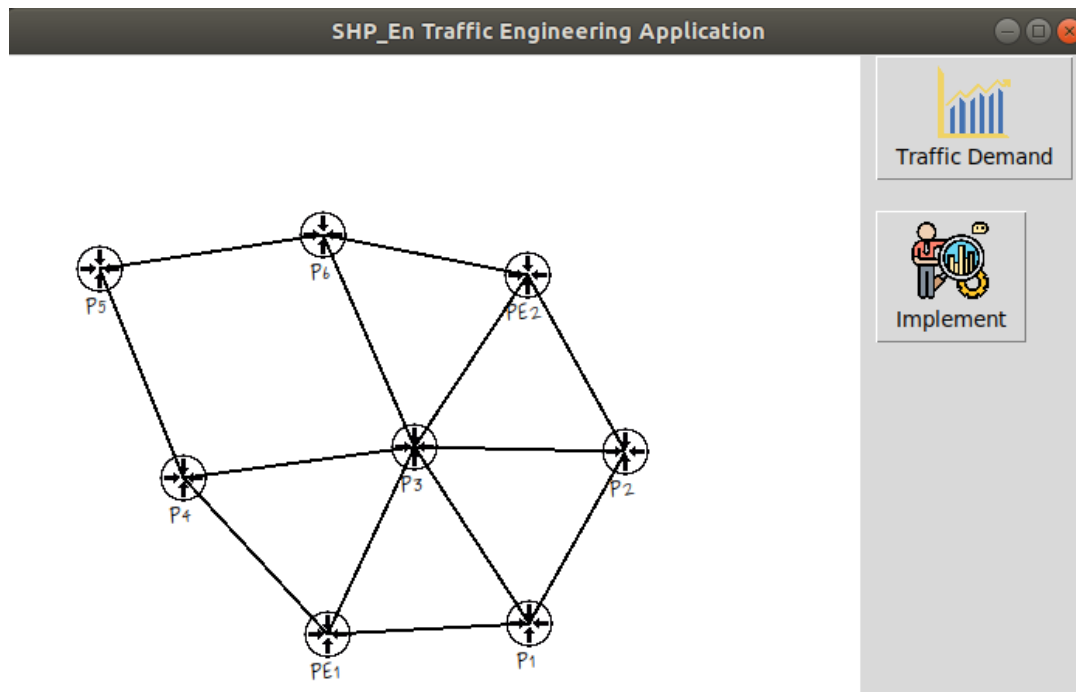 SHP_En Traffic Engineering Application
Traffic Demand
Implement
P6
P5
PE2
P3
P2
P4
P1
PE1